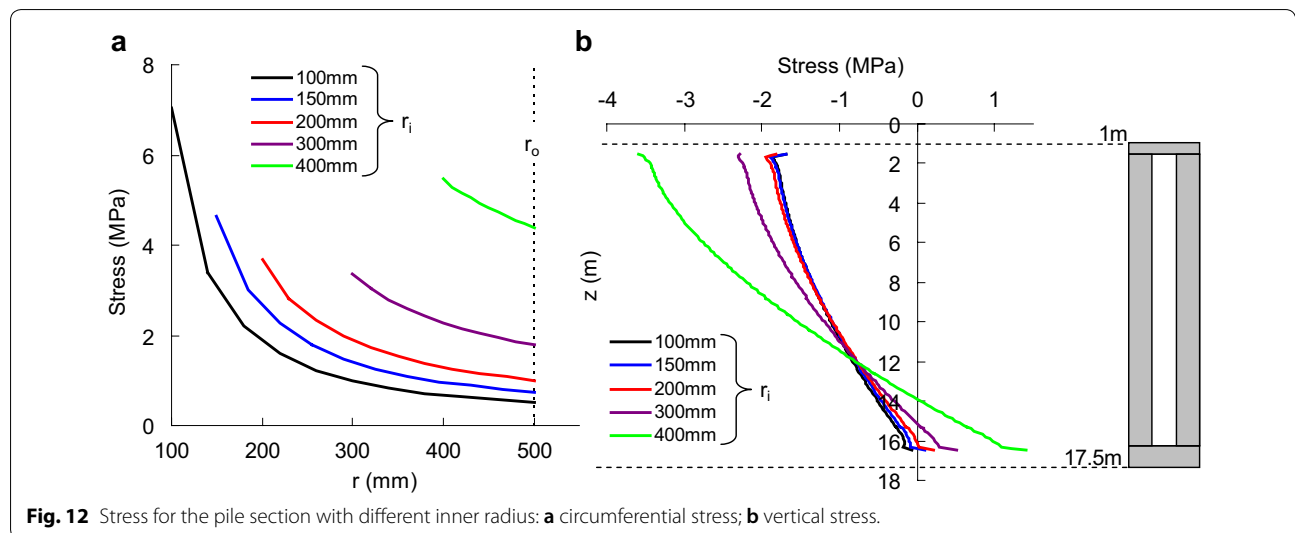 a
Stress (MPa)
8
6
4
2
0
100
200
300
400
500
r (mm)
100mm
150mm
200mm
300mm
400mm
rᵢ
rₒ
b
Stress (MPa)
-4
-3
-2
-1
0
1
z (m)
0
2
4
6
8
10
12
14
16
18
100mm
150mm
200mm
300mm
400mm
rᵢ
1m
17.5m
Fig. 12 Stress for the pile section with different inner radius: a circumferential stress; b vertical stress.